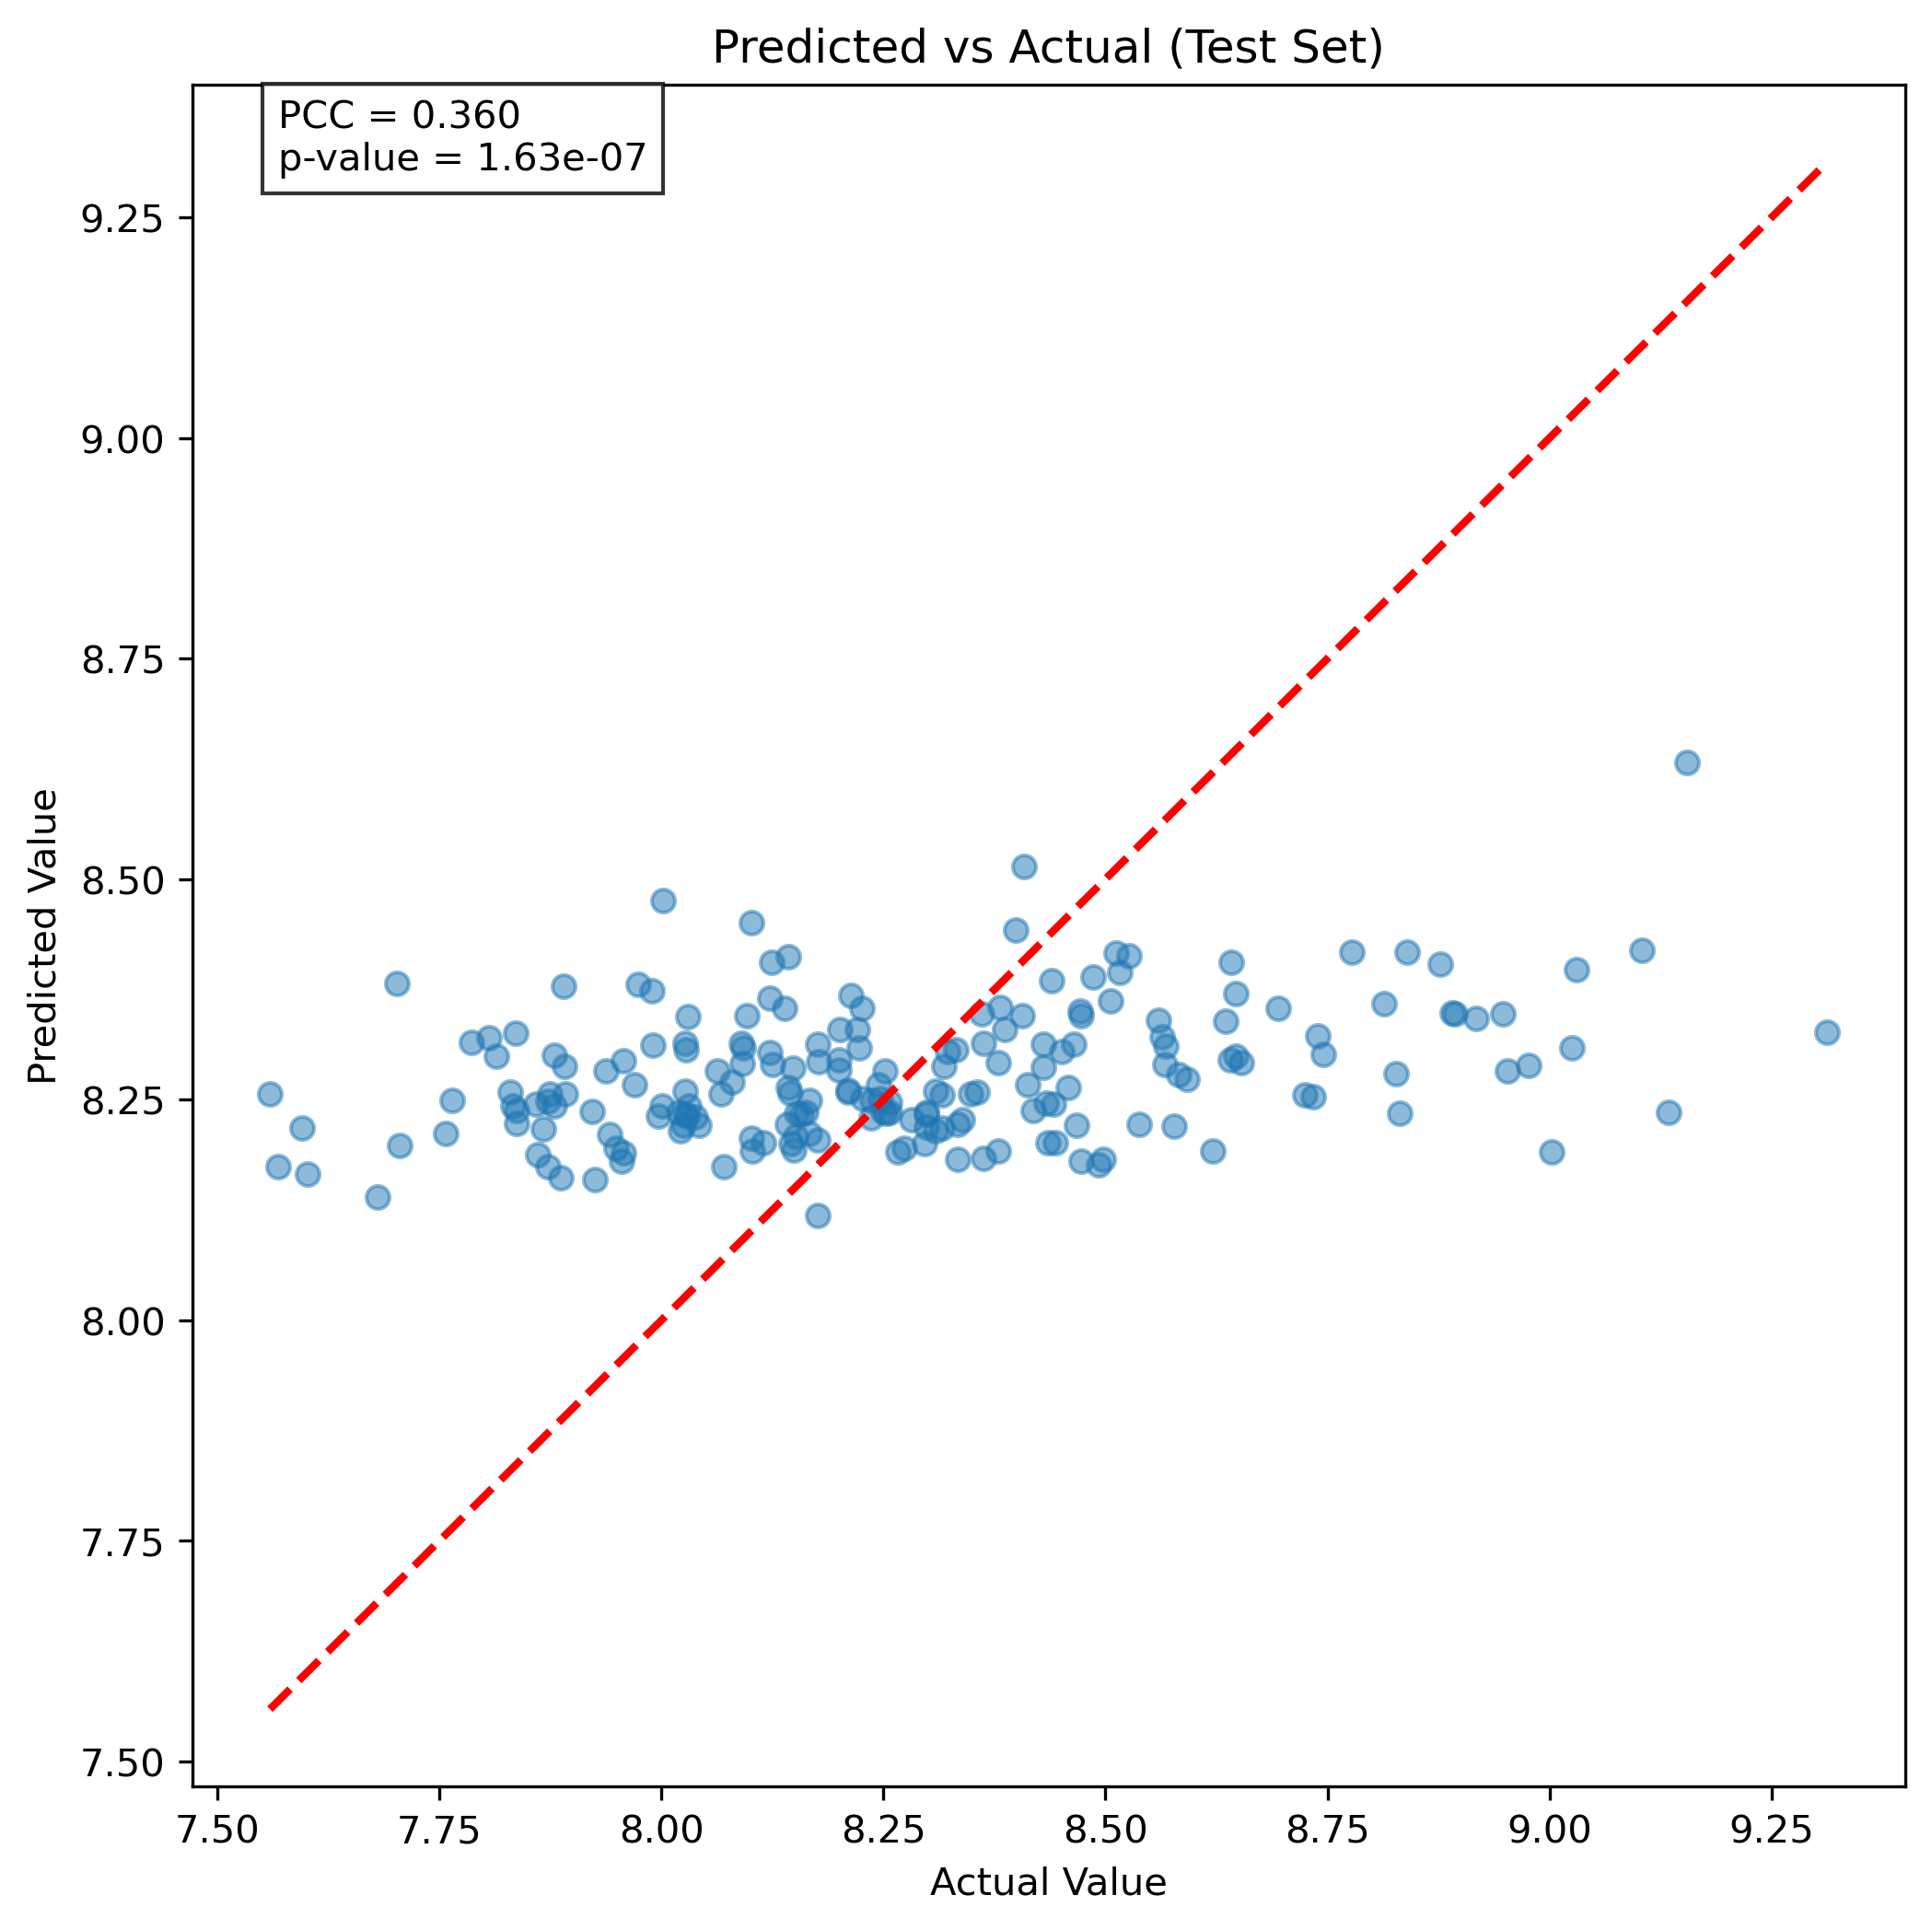 Predicted vs Actual (Test Set)
PCC = 0.360
p-value = 1.63e-07
Predicted Value
9.25
9.00
8.75
8.50
8.25
8.00
7.75
7.50
7.50 7.75 8.00 8.25 8.50 8.75 9.00 9.25
Actual Value